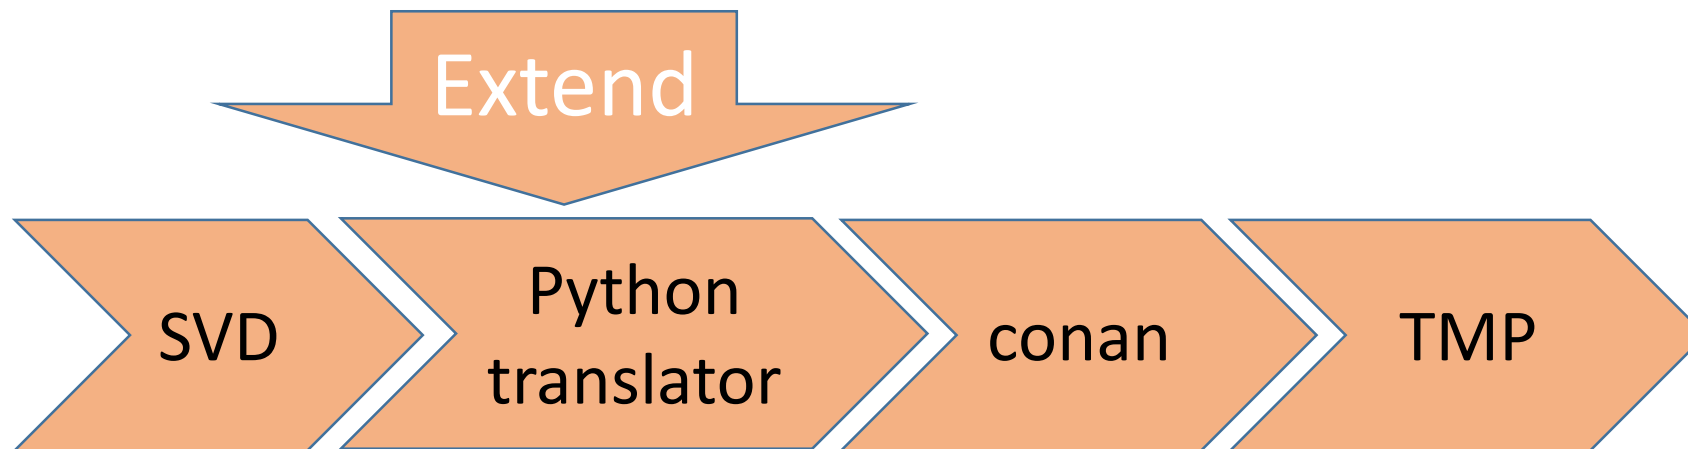 Extend
SVD
Python
translator
conan
TMP